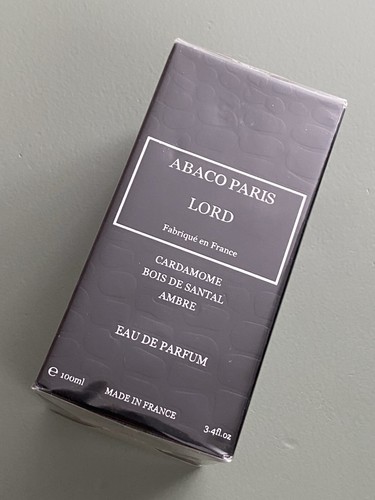 ABACO PARIS
LORD
Fabriqué en France
CARDAMOME
BOIS DE SANTAL
AMBRE
EAU DE PARFUM
℮ 100ml
MADE IN FRANCE
3.4fl.oz